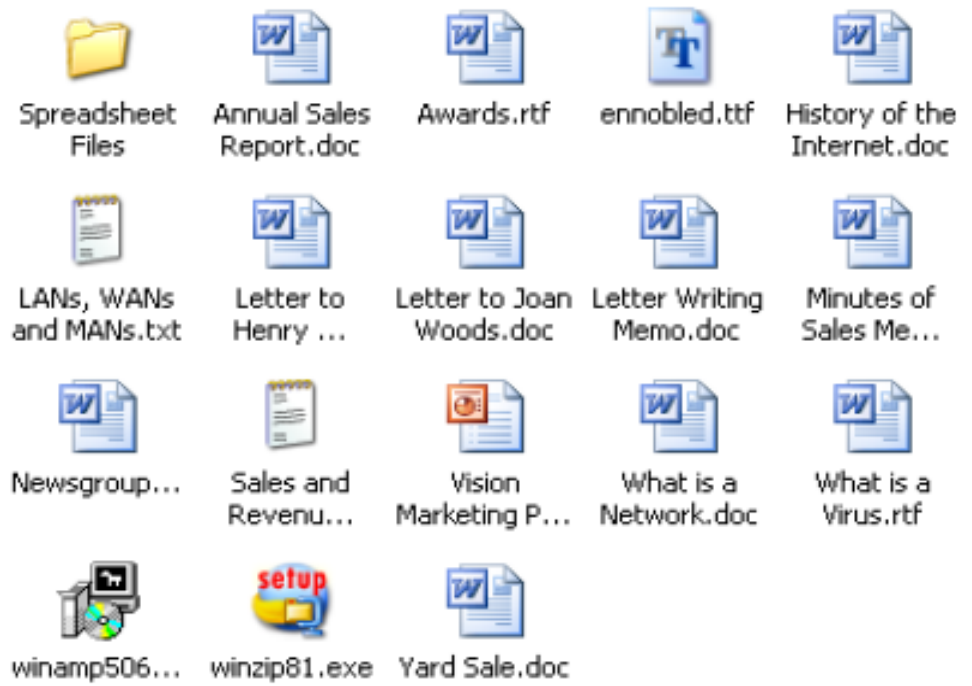 Spreadsheet Files
Annual Sales Report.doc
Awards.rtf
ennobled.ttf
History of the Internet.doc
LANs, WANs and MANs.txt
Letter to Henry ...
Letter to Joan Woods.doc
Letter Writing Memo.doc
Minutes of Sales Me...
Newsgroup...
Sales and Revenu...
Vision Marketing P...
What is a Network.doc
What is a Virus.rtf
winamp506...
setup
winzip81.exe
Yard Sale.doc